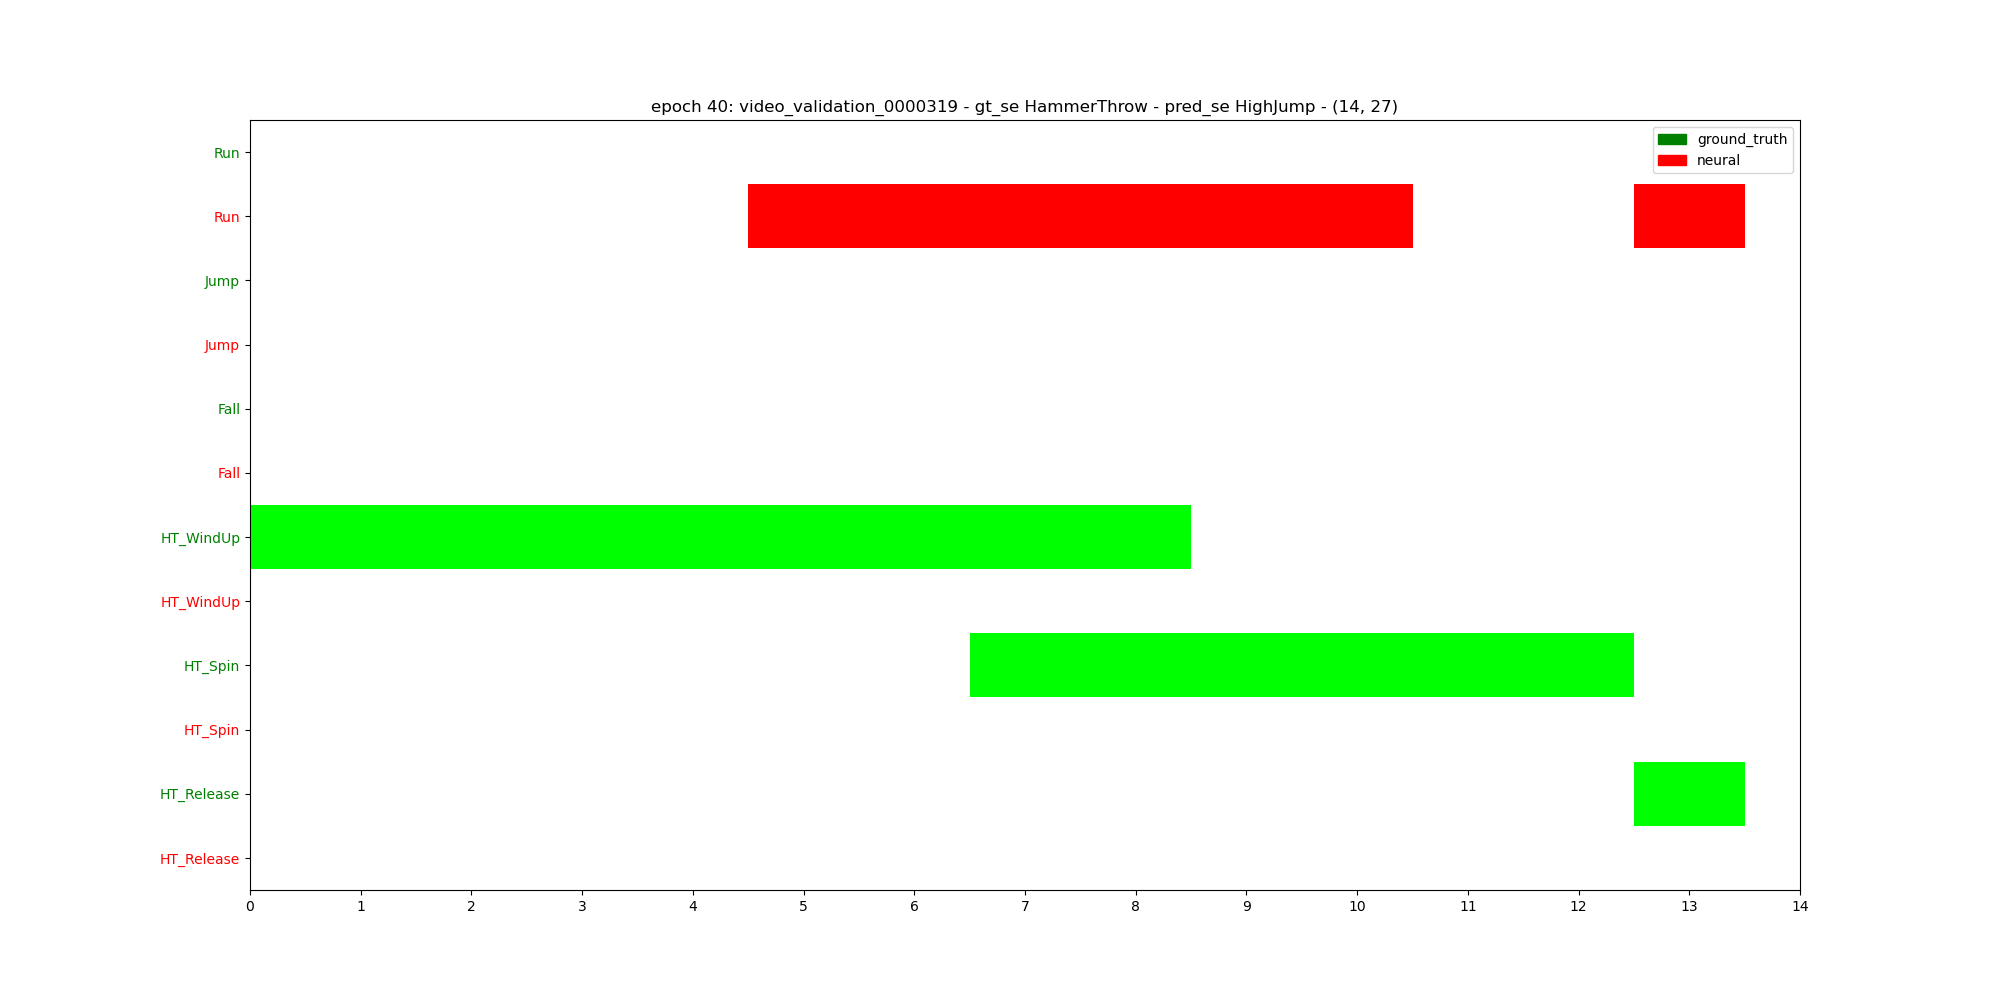 epoch 40: video_validation_0000319 - gt_se HammerThrow - pred_se HighJump - (14, 27)
ground_truth
neural
Run
Run
Jump
Jump
Fall
Fall
HT_WindUp
HT_WindUp
HT_Spin
HT_Spin
HT_Release
HT_Release
0 1 2 3 4 5 6 7 8 9 10 11 12 13 14